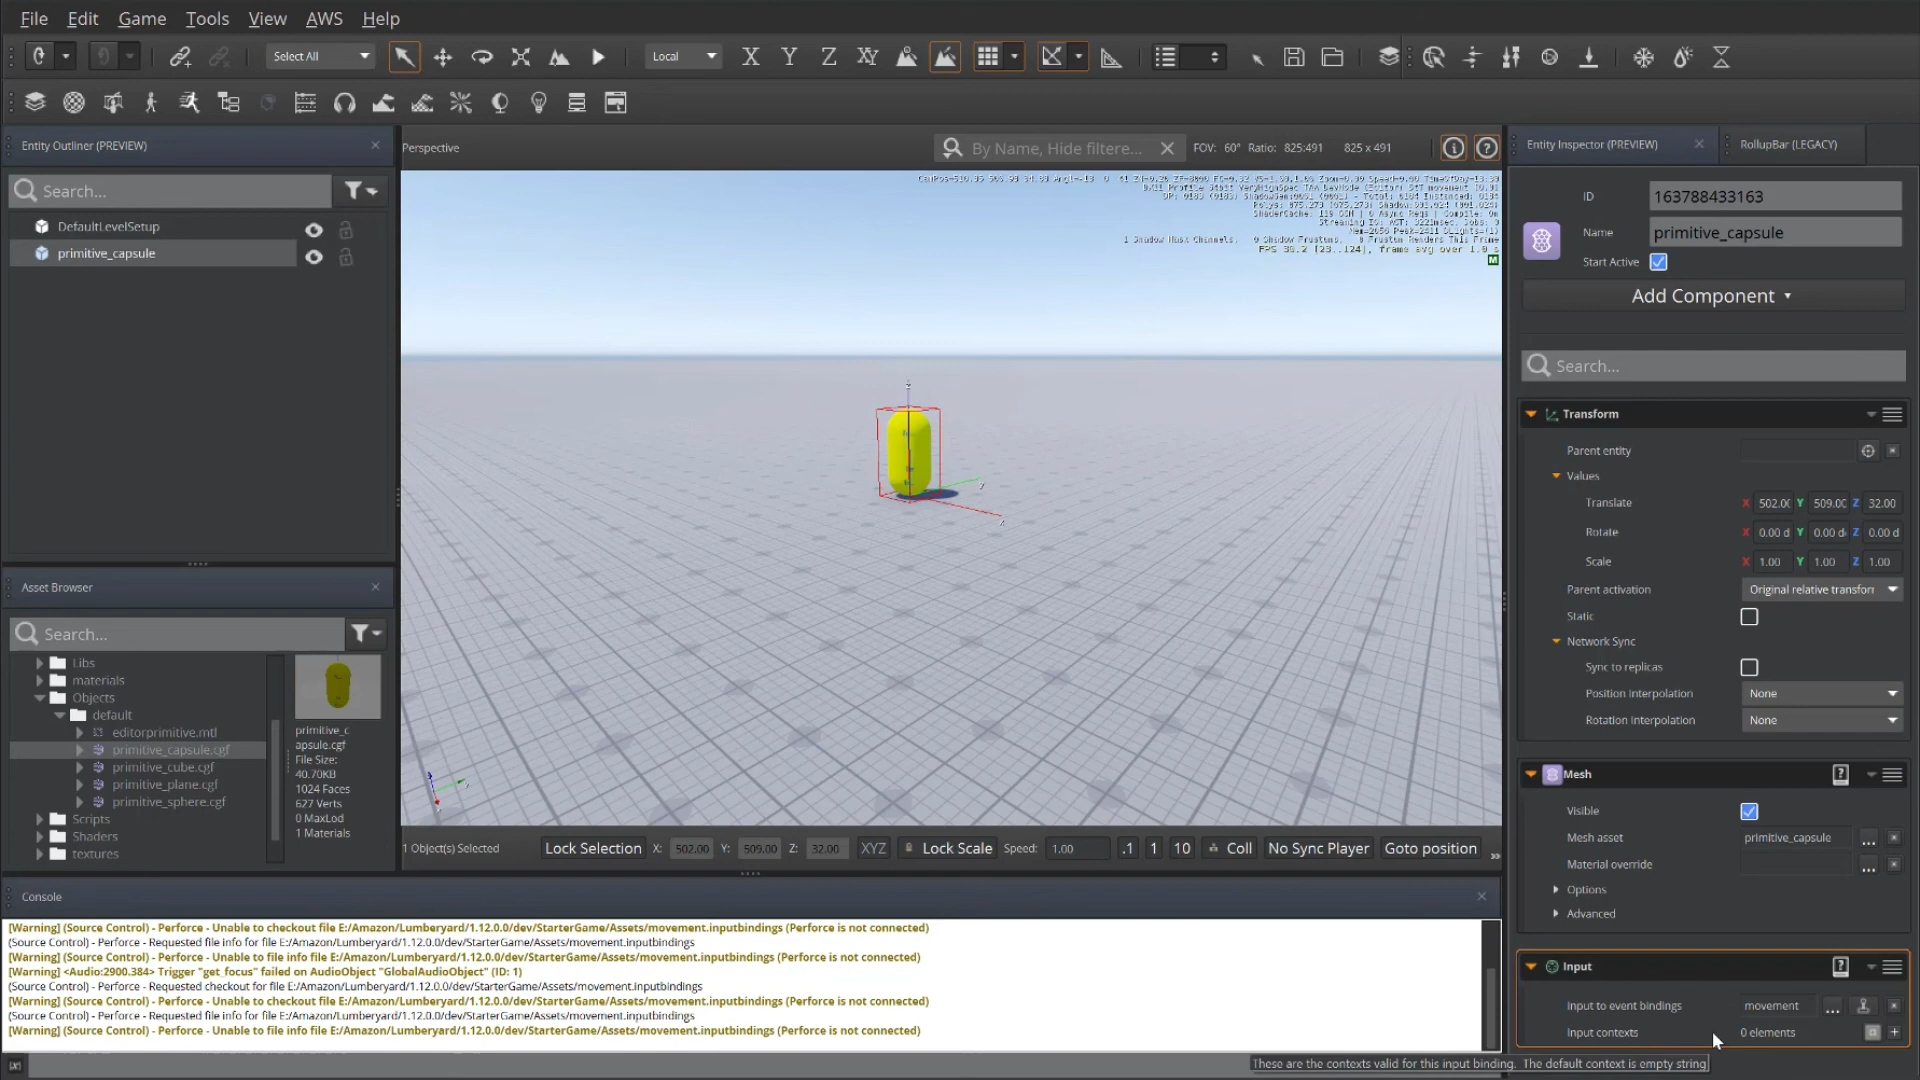 File Edit Game Tools View AWS Help
Select All
Local X Y Z XY
Entity Outliner (PREVIEW)
Search...
DefaultLevelSetup
primitive_capsule
Asset Browser
Search...
Libs
materials
Objects
default
editorprimitive.mtl
primitive_capsule.cgf
primitive_cube.cgf
primitive_plane.cgf
primitive_sphere.cgf
Scripts
Shaders
textures
primitive_c
apsule.cgf
File Size:
40.70KB
1024 Faces
627 Verts
0 MaxLod
1 Materials
Perspective
By Name, Hide filtere...
FOV: 60° Ratio: 825:491 825 x 491
z
y
x
1 Object(s) Selected Lock Selection X: 502.00 Y: 509.00 Z: 32.00 XYZ Lock Scale Speed: 1.00 .1 1 10 Coll No Sync Player Goto position
Console
[Warning] (Source Control) - Perforce - Unable to checkout file E:/Amazon/Lumberyard/1.12.0.0/dev/StarterGame/Assets/movement.inputbindings (Perforce is not connected)
(Source Control) - Perforce - Requested file info for file E:/Amazon/Lumberyard/1.12.0.0/dev/StarterGame/Assets/movement.inputbindings
[Warning] (Source Control) - Perforce - Unable to file info file E:/Amazon/Lumberyard/1.12.0.0/dev/StarterGame/Assets/movement.inputbindings (Perforce is not connected)
[Warning] <Audio:2900.384> Trigger "get_focus" failed on AudioObject "GlobalAudioObject" (ID: 1)
(Source Control) - Perforce - Requested checkout for file E:/Amazon/Lumberyard/1.12.0.0/dev/StarterGame/Assets/movement.inputbindings
[Warning] (Source Control) - Perforce - Unable to checkout file E:/Amazon/Lumberyard/1.12.0.0/dev/StarterGame/Assets/movement.inputbindings (Perforce is not connected)
(Source Control) - Perforce - Requested file info for file E:/Amazon/Lumberyard/1.12.0.0/dev/StarterGame/Assets/movement.inputbindings
[Warning] (Source Control) - Perforce - Unable to file info file E:/Amazon/Lumberyard/1.12.0.0/dev/StarterGame/Assets/movement.inputbindings (Perforce is not connected)
Entity Inspector (PREVIEW) RollupBar (LEGACY)
ID 163788433163
Name primitive_capsule
Start Active
Add Component
Search...
Transform
Parent entity
Values
Translate X 502.00 Y 509.00 Z 32.00
Rotate X 0.00 d Y 0.00 d Z 0.00 d
Scale X 1.00 Y 1.00 Z 1.00
Parent activation Original relative transform
Static
Network Sync
Sync to replicas
Position Interpolation None
Rotation Interpolation None
Mesh
Visible
Mesh asset primitive_capsule ...
Material override ...
Options
Advanced
Input
Input to event bindings movement ...
Input contexts 0 elements
These are the contexts valid for this input binding. The default context is empty string